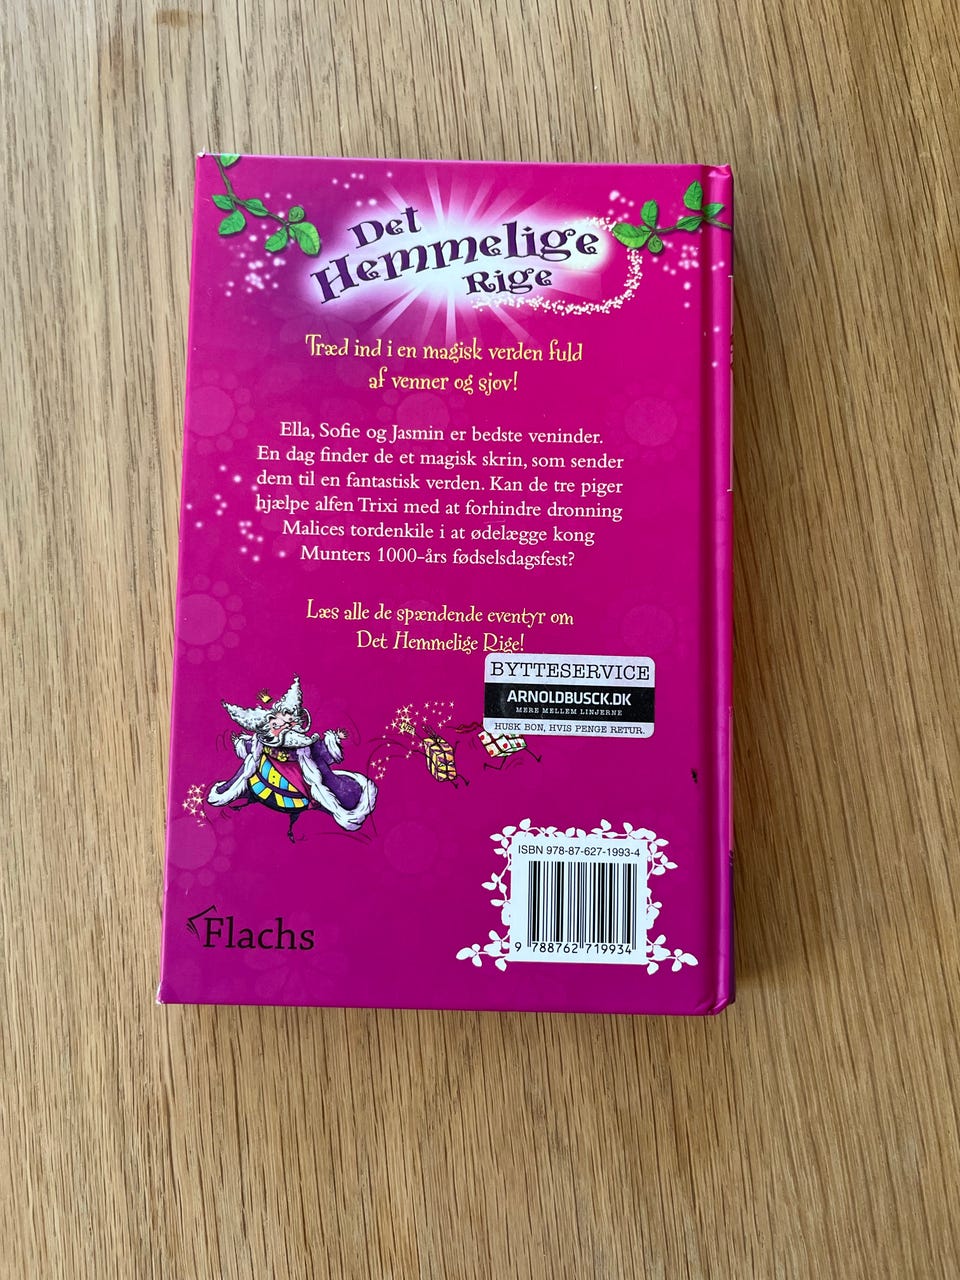 Det
Hemmelige
Rige
Træd ind i en magisk verden fuld
af venner og sjov!
Ella, Sofie og Jasmin er bedste veninder.
En dag finder de et magisk skrin, som sender
dem til en fantastisk verden. Kan de tre piger
hjælpe alfen Trixi med at forhindre dronning
Malices tordenkile i at ødelægge kong
Munters 1000-års fødselsdagsfest?
Læs alle de spændende eventyr om
Det Hemmelige Rige!
BYTTESERVICE
ARNOLDBUSCK.DK
MERE MELLEM LINJERNE
HUSK BON, HVIS PENGE RETUR.
ISBN 978-87-627-1993-4
9 788762 719934
Flachs